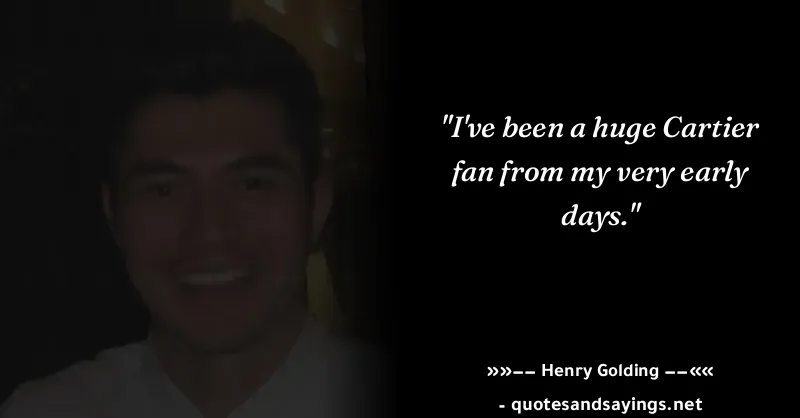 "I've been a huge Cartier
fan from my very early
days."
»»–– Henry Golding ––««
- quotesandsayings.net